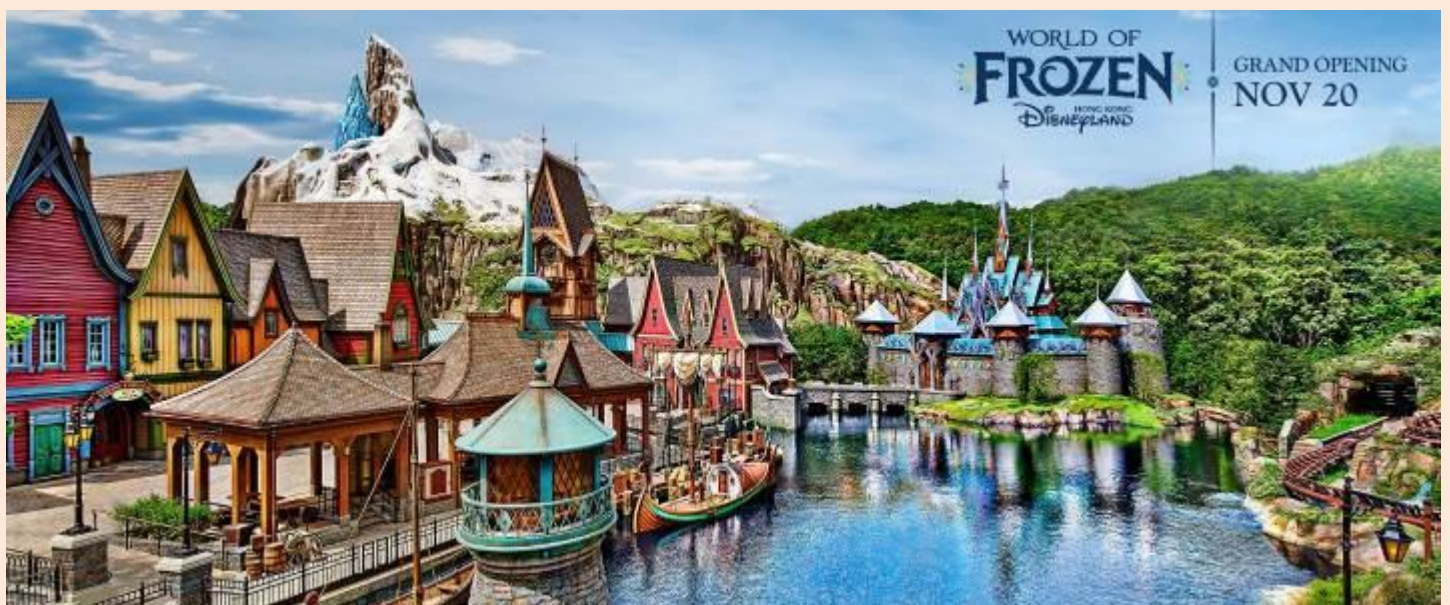 WORLD OF
FROZEN
HONG KONG
Disneyland
GRAND OPENING
NOV 20